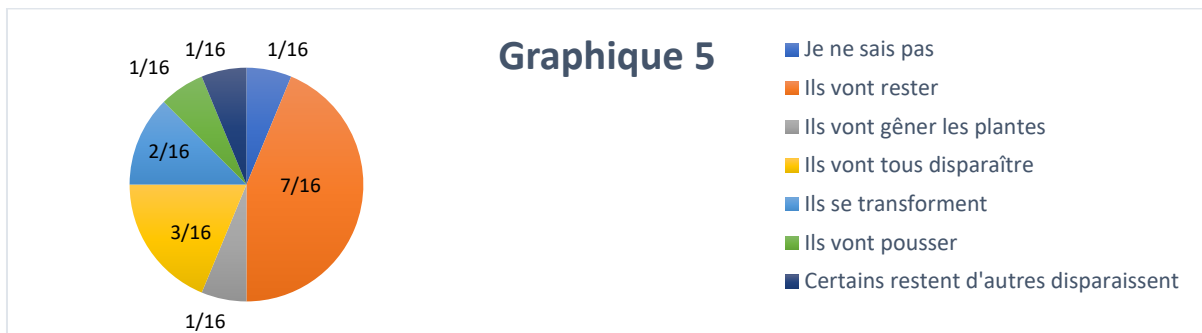 Graphique 5
1/16
7/16
1/16
3/16
2/16
1/16
1/16
Je ne sais pas
Ils vont rester
Ils vont gêner les plantes
Ils vont tous disparaître
Ils se transforment
Ils vont pousser
Certains restent d'autres disparaissent